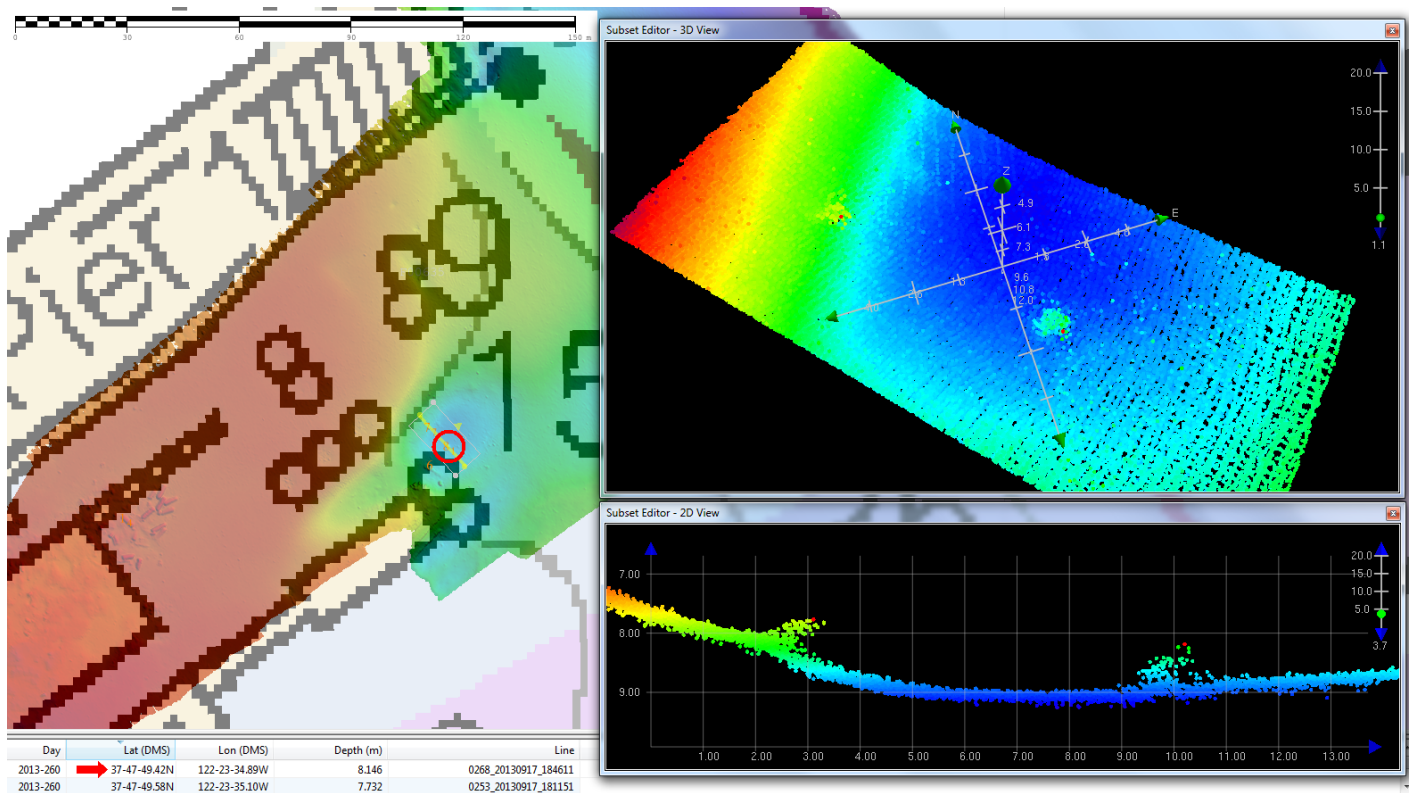 0 30 60 90 120 150 m
Pier
8
9
8
8
8
15
Subset Editor - 3D View
20.0
15.0
10.0
5.0
1.1
N
Z
E
4.9
6.1
7.3
9.6
10.8
12.0
Subset Editor - 2D View
7.00
8.00
9.00
1.00 2.00 3.00 4.00 5.00 6.00 7.00 8.00 9.00 10.00 11.00 12.00 13.00
20.0
15.0
10.0
5.0
3.7
Day Lat (DMS) Lon (DMS) Depth (m) Line
2013-260 37-47-49.42N 122-23-34.89W 8.146 0268_20130917_184611
2013-260 37-47-49.58N 122-23-35.10W 7.732 0253_20130917_181151